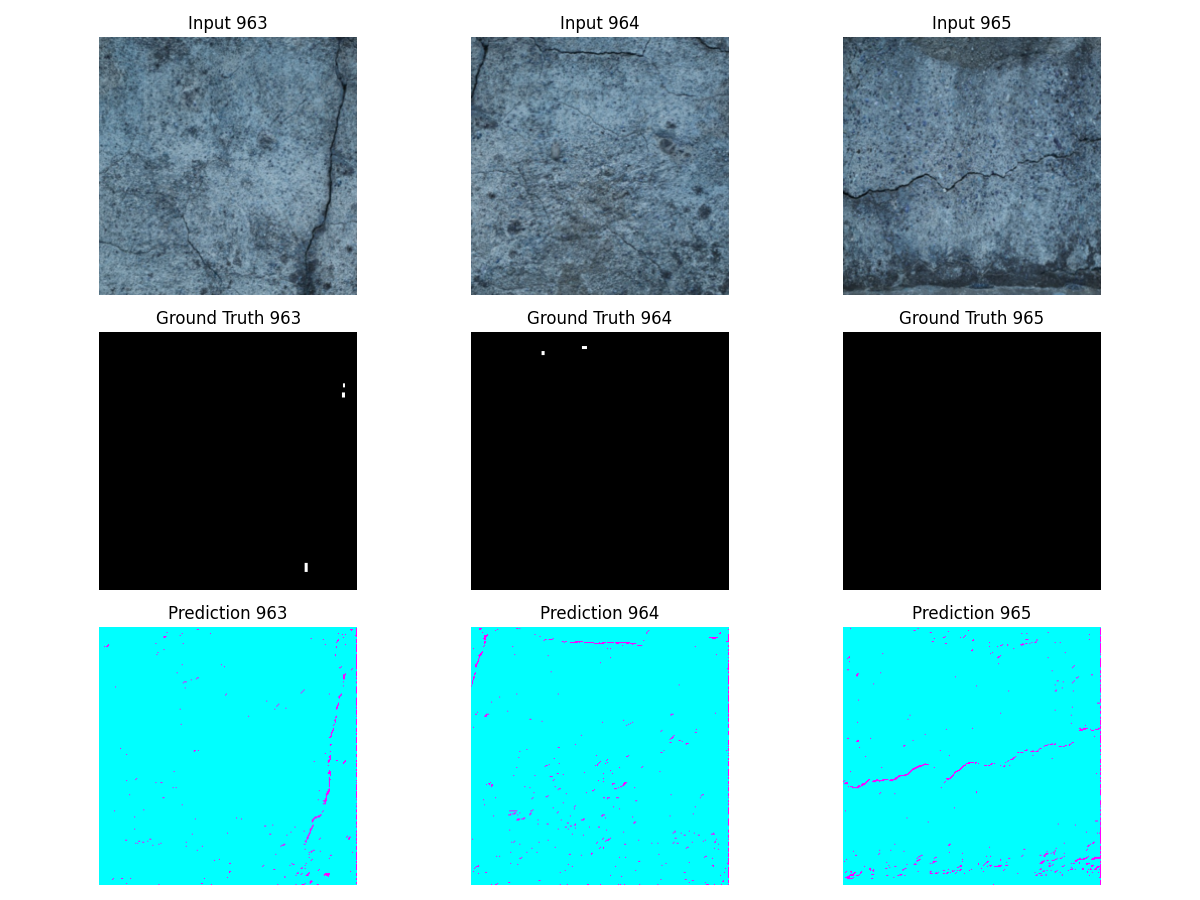 Input 963
Input 964
Input 965
Ground Truth 963
Ground Truth 964
Ground Truth 965
Prediction 963
Prediction 964
Prediction 965